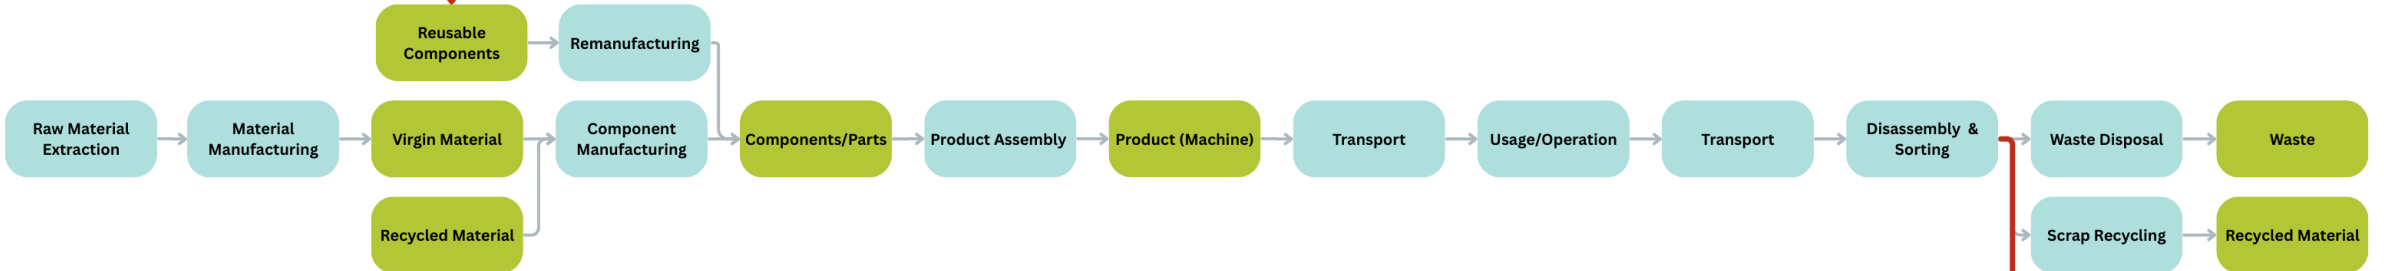 Reusable
Components
Remanufacturing
Raw Material
Extraction
Material
Manufacturing
Virgin Material
Component
Manufacturing
Components/Parts
Product Assembly
Product (Machine)
Transport
Usage/Operation
Transport
Disassembly &
Sorting
Waste Disposal
Waste
Recycled Material
Scrap Recycling
Recycled Material